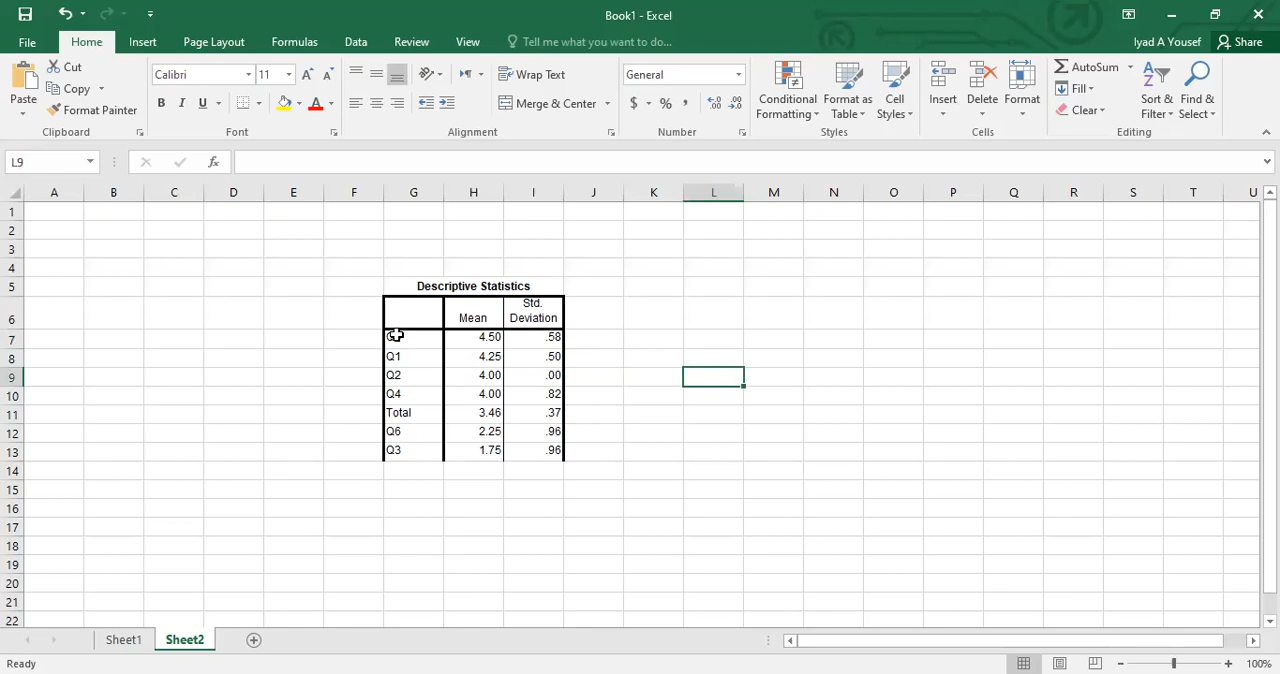 Book1 - Excel
File Home Insert Page Layout Formulas Data Review View Tell me what you want to do... Iyad A Yousef Share
Paste Cut Copy Format Painter Clipboard
Calibri 11 B I U A Font
Wrap Text Merge & Center Alignment
General $ % , Number
Conditional Formatting Format as Table Cell Styles Styles
Insert Delete Format Cells
AutoSum Fill Clear Sort & Filter Find & Select Editing
L9 fx
A B C D E F G H I J K L M N O P Q R S T U
1
2
3
4
5 Descriptive Statistics
6 Mean Std. Deviation
7 4.50 .58
8 Q1 4.25 .50
9 Q2 4.00 .00
10 Q4 4.00 .82
11 Total 3.46 .37
12 Q6 2.25 .96
13 Q3 1.75 .96
14
15
16
17
18
19
20
21
22
Sheet1 Sheet2
Ready 100%